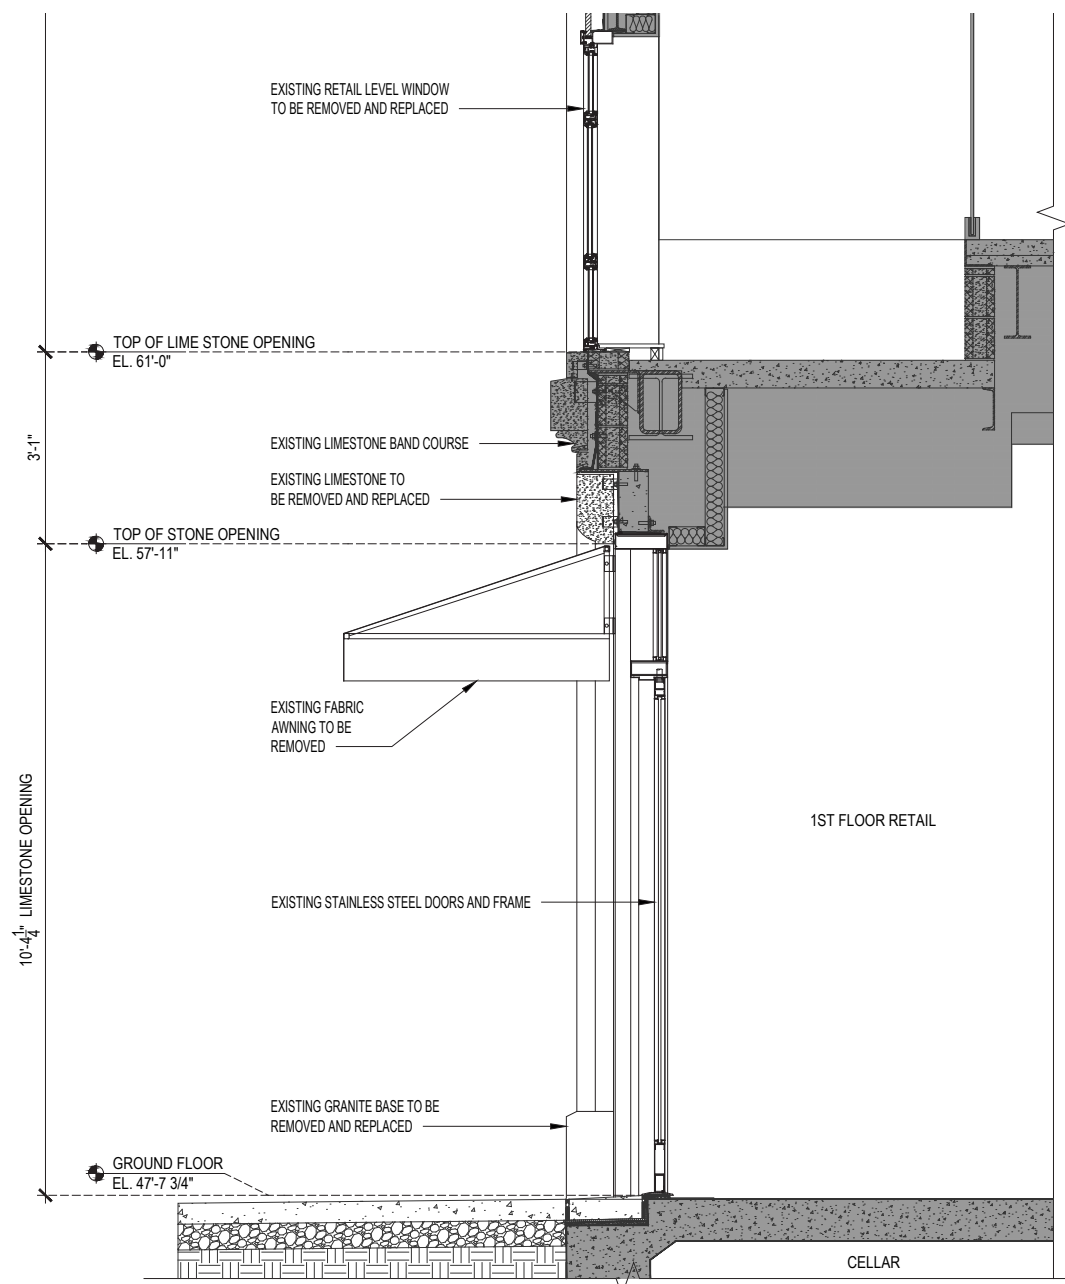 EXISTING RETAIL LEVEL WINDOW
TO BE REMOVED AND REPLACED
TOP OF LIME STONE OPENING
EL. 61'-0"
3'-1"
EXISTING LIMESTONE BAND COURSE
EXISTING LIMESTONE TO
BE REMOVED AND REPLACED
TOP OF STONE OPENING
EL. 57'-11"
EXISTING FABRIC
AWNING TO BE
REMOVED
10'-4 1/4" LIMESTONE OPENING
1ST FLOOR RETAIL
EXISTING STAINLESS STEEL DOORS AND FRAME
EXISTING GRANITE BASE TO BE
REMOVED AND REPLACED
GROUND FLOOR
EL. 47'-7 3/4"
CELLAR